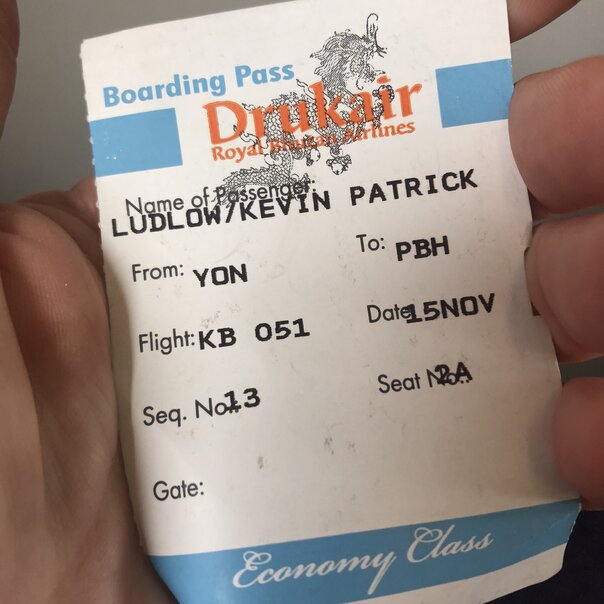 Boarding Pass
Drukair
Royal Bhutan Airlines
Name of Passenger:
LUDLOW/KEVIN PATRICK
From: YON To: PBH
Flight: KB 051 Date: 15NOV
Seq. No.: 13 Seat No.: 2A
Gate:
Economy Class